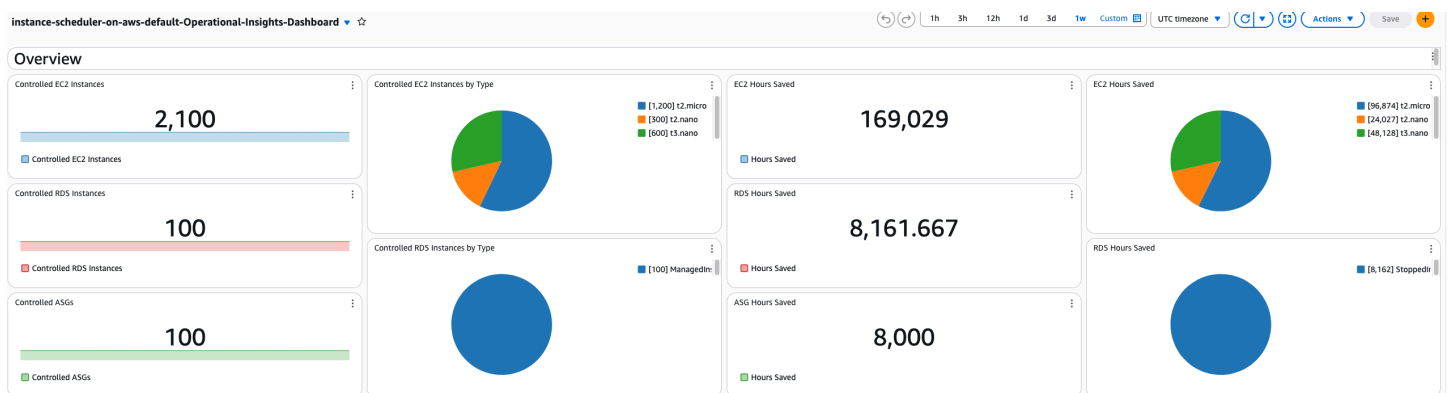 instance-scheduler-on-aws-default-Operational-Insights-Dashboard
1h 3h 12h 1d 3d 1w Custom UTC timezone Actions Save +
Overview
Controlled EC2 Instances
2,100
Controlled EC2 Instances
Controlled EC2 Instances by Type
[1,200] t2.micro
[300] t2.nano
[600] t3.nano
EC2 Hours Saved
169,029
Hours Saved
EC2 Hours Saved
[96,874] t2.micro
[24,027] t2.nano
[48,128] t3.nano
Controlled RDS Instances
100
Controlled RDS Instances
RDS Hours Saved
8,161.667
Hours Saved
Controlled RDS Instances by Type
[100] ManagedIn
RDS Hours Saved
[8,162] StoppedIr
Controlled ASGs
100
Controlled ASGs
ASG Hours Saved
8,000
Hours Saved